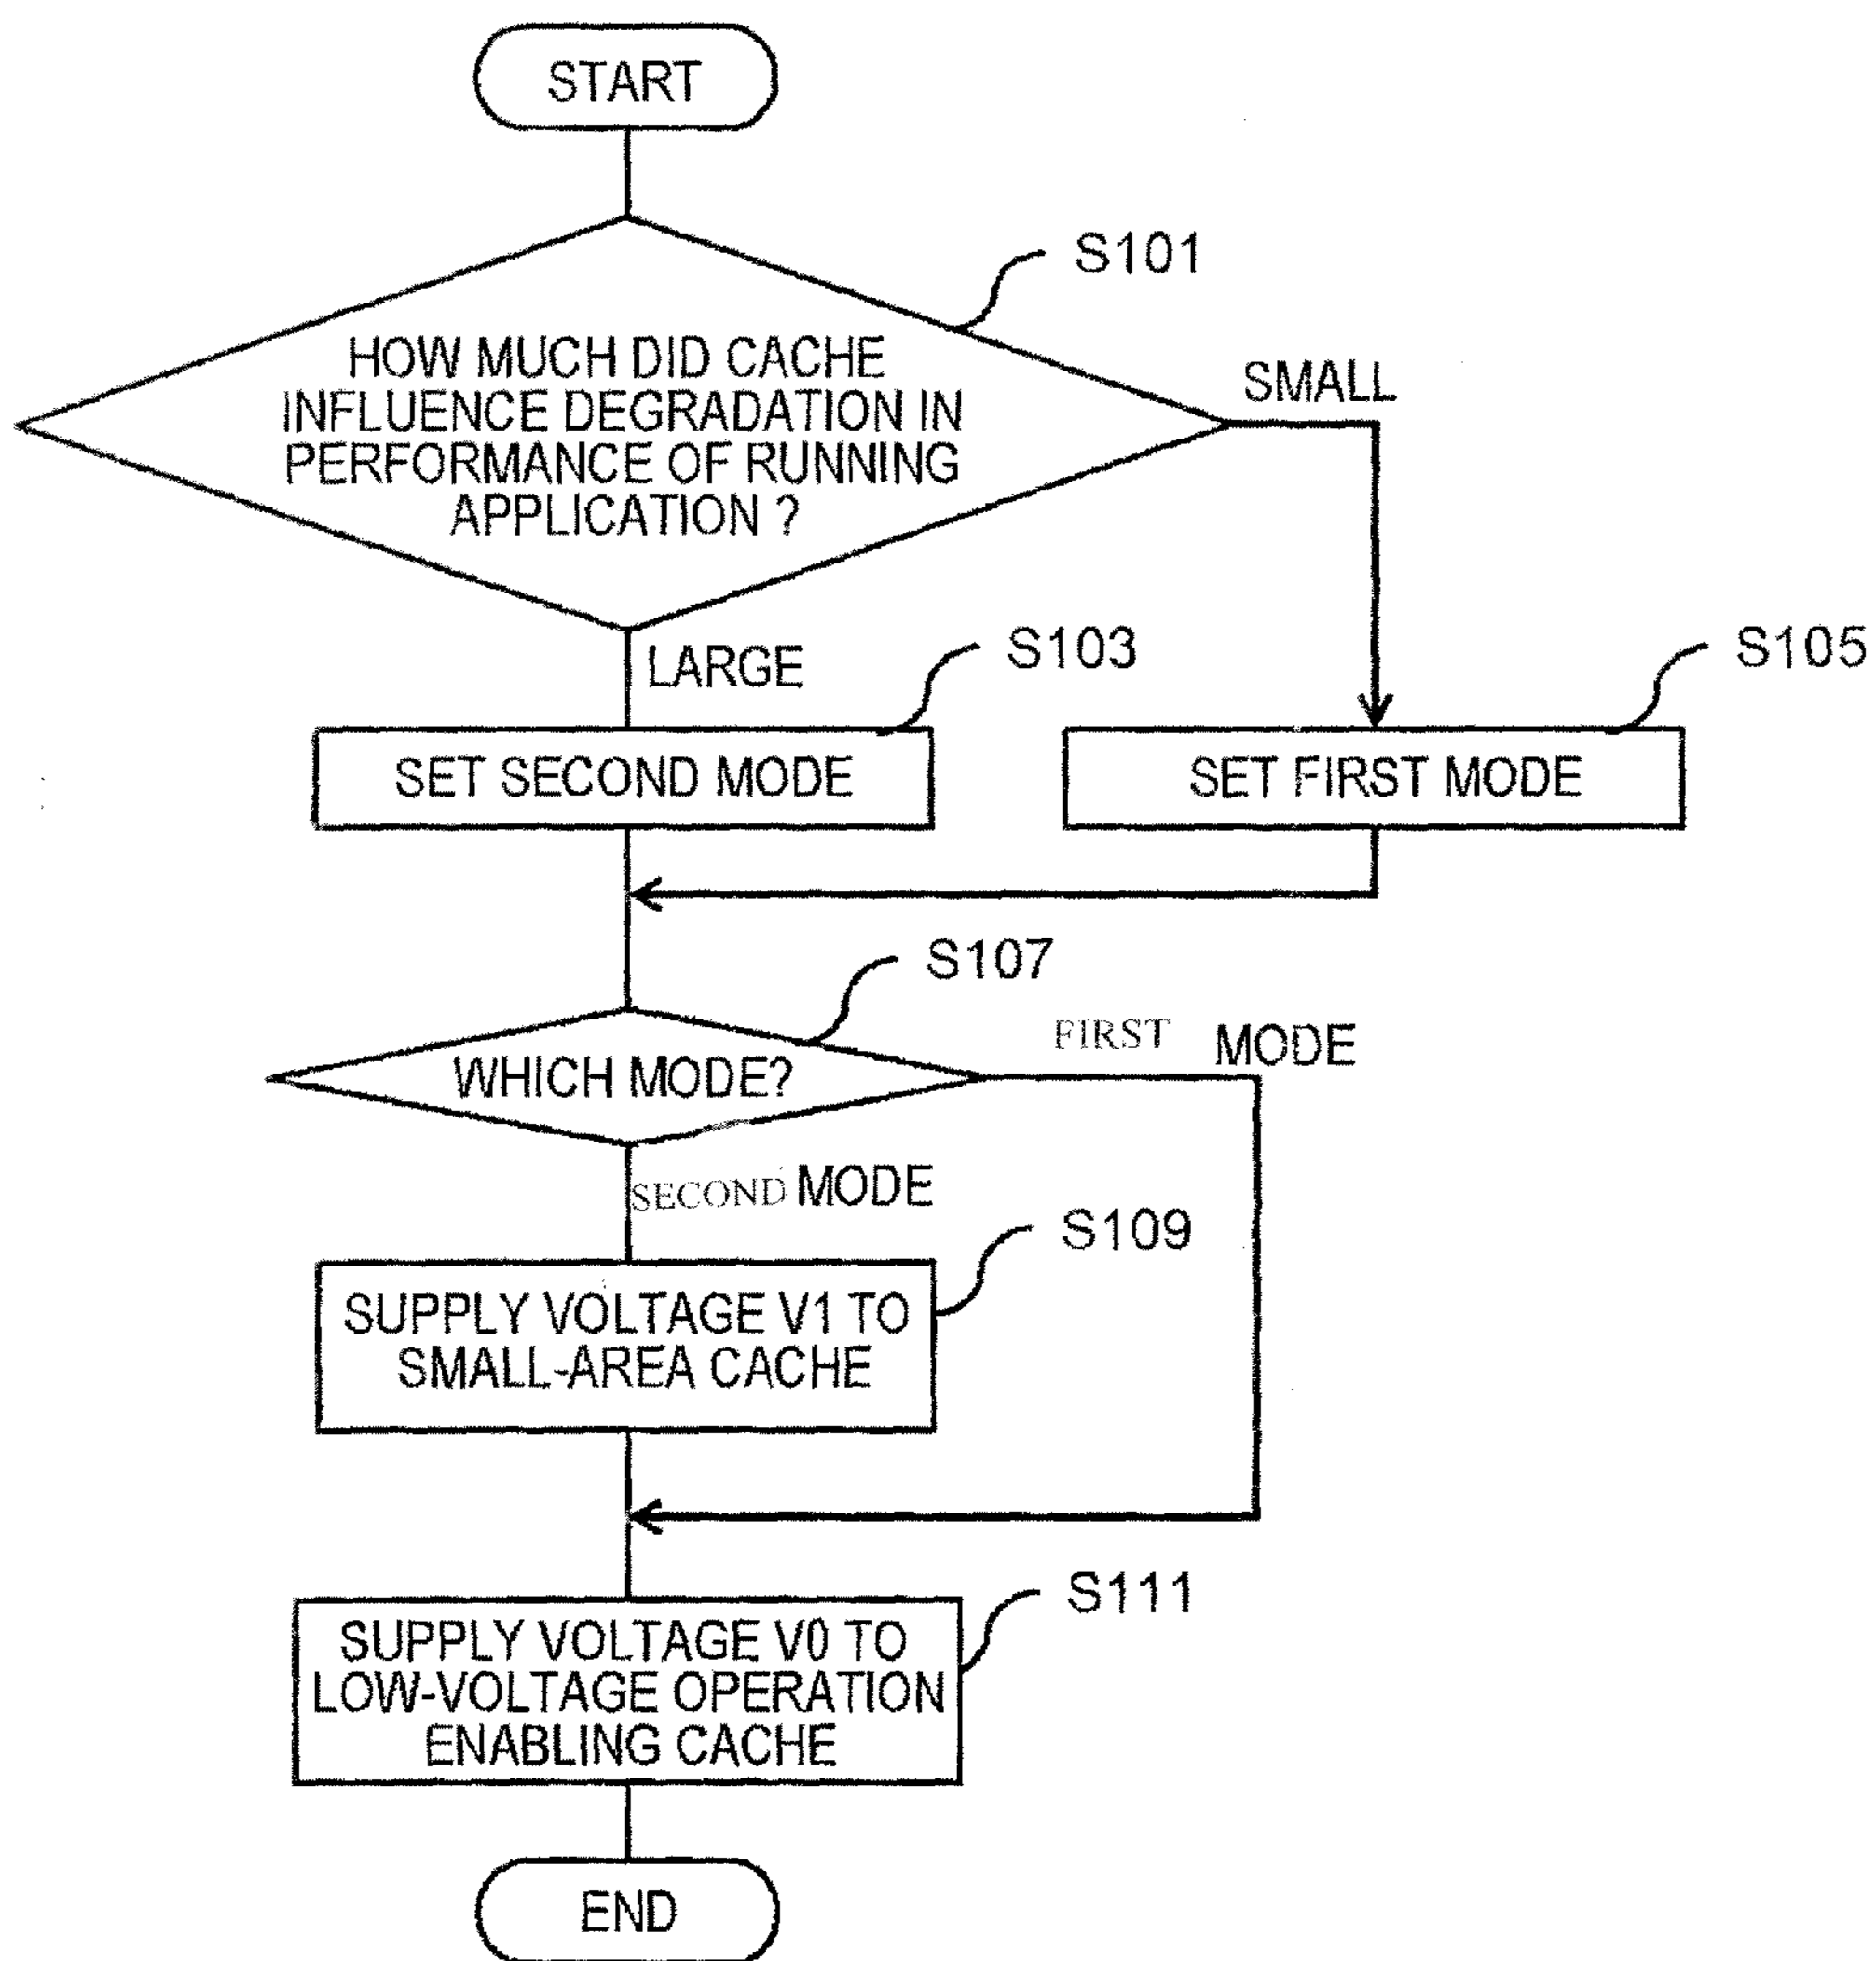 START
S101
HOW MUCH DID CACHE
INFLUENCE DEGRADATION IN
PERFORMANCE OF RUNNING
APPLICATION ?
SMALL
LARGE
S103
S105
SET SECOND MODE
SET FIRST MODE
S107
WHICH MODE?
FIRST MODE
SECOND MODE
S109
SUPPLY VOLTAGE V1 TO
SMALL-AREA CACHE
S111
SUPPLY VOLTAGE V0 TO
LOW-VOLTAGE OPERATION
ENABLING CACHE
END